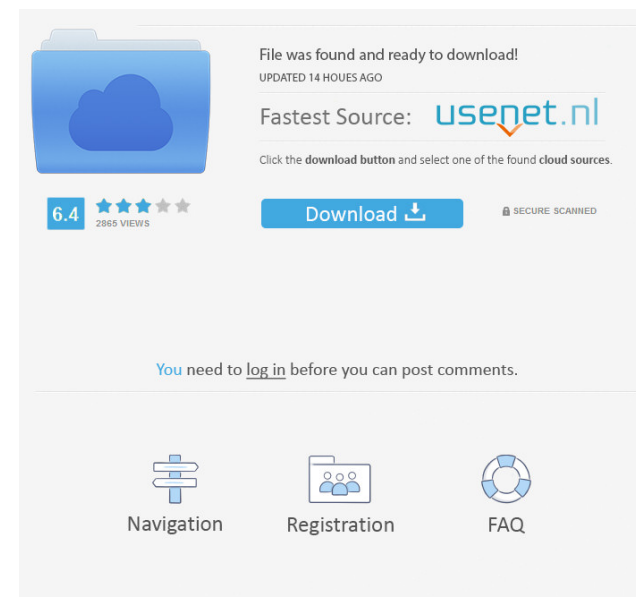 File was found and ready to download!
UPDATED 14 HOUES AGO
Fastest Source: usenet.nl
Click the download button and select one of the found cloud sources.
6.4
2865 VIEWS
Download
SECURE SCANNED
You need to log in before you can post comments.
Navigation Registration FAQ